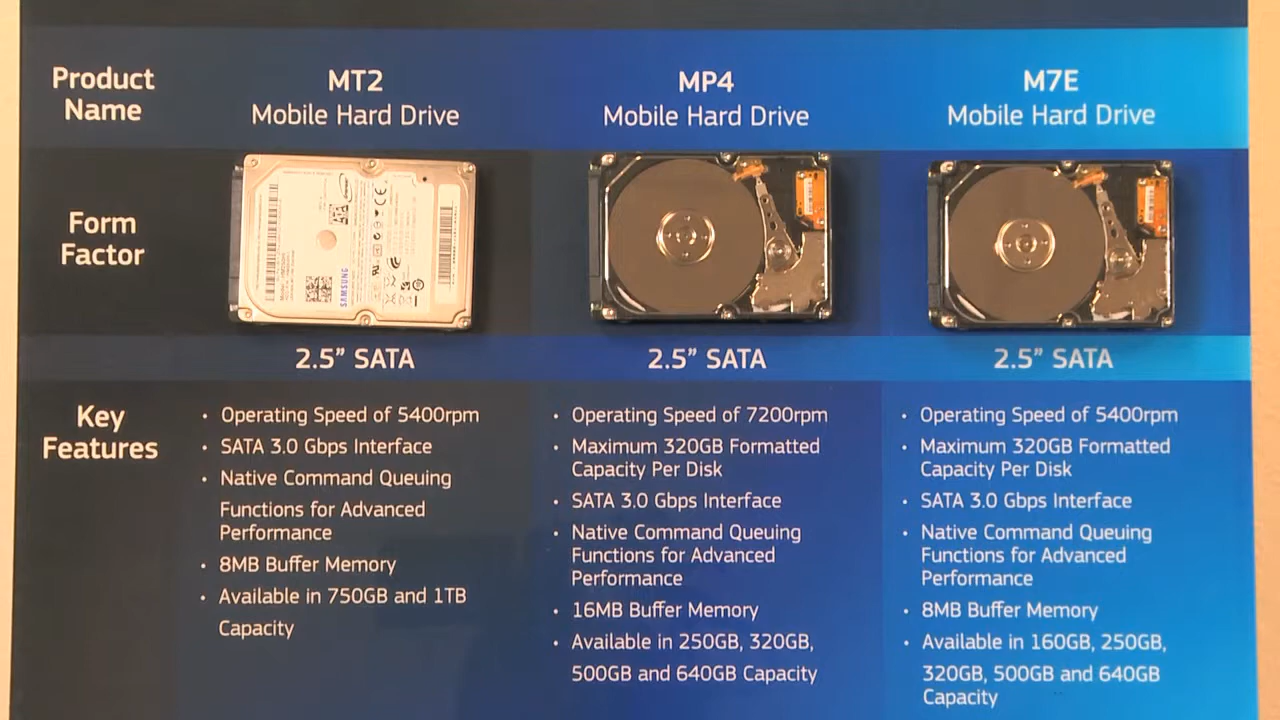 Product
Name
MT2
Mobile Hard Drive
MP4
Mobile Hard Drive
M7E
Mobile Hard Drive
Form
Factor
SATA
SAMSUNG
2.5” SATA
2.5” SATA
2.5” SATA
Key
Features
• Operating Speed of 5400rpm
• SATA 3.0 Gbps Interface
• Native Command Queuing
Functions for Advanced
Performance
• 8MB Buffer Memory
• Available in 750GB and 1TB
Capacity
• Operating Speed of 7200rpm
• Maximum 320GB Formatted
Capacity Per Disk
• SATA 3.0 Gbps Interface
• Native Command Queuing
Functions for Advanced
Performance
• 16MB Buffer Memory
• Available in 250GB, 320GB,
500GB and 640GB Capacity
• Operating Speed of 5400rpm
• Maximum 320GB Formatted
Capacity Per Disk
• SATA 3.0 Gbps Interface
• Native Command Queuing
Functions for Advanced
Performance
• 8MB Buffer Memory
• Available in 160GB, 250GB,
320GB, 500GB and 640GB
Capacity